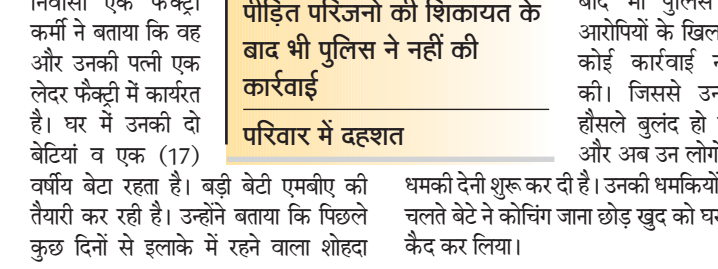 निवासी एक फैक्ट्री
कर्मी ने बताया कि वह
और उनकी पत्नी एक
लेदर फैक्ट्री में कार्यरत
है। घर में उनकी दो
बेटियां व एक (17)
वर्षीय बेटा रहता है। बड़ी बेटी एमबीए की
तैयारी कर रही है। उन्होंने बताया कि पिछले
कुछ दिनों से इलाके में रहने वाला शोहदा
पीड़ित परिजनो की शिकायत के
बाद भी पुलिस ने नहीं की
कार्रवाई
परिवार में दहशत
बाद भी पुलिस
आरोपियों के
कोई कार्रवाई
की। जिससे
हौसले बुलंद हो
और अब उन
धमकी देनी शुरू कर दी है। उनकी धमकियों
चलते बेटे ने कोचिंग जाना छोड़ खुद को
कैद कर लिया।